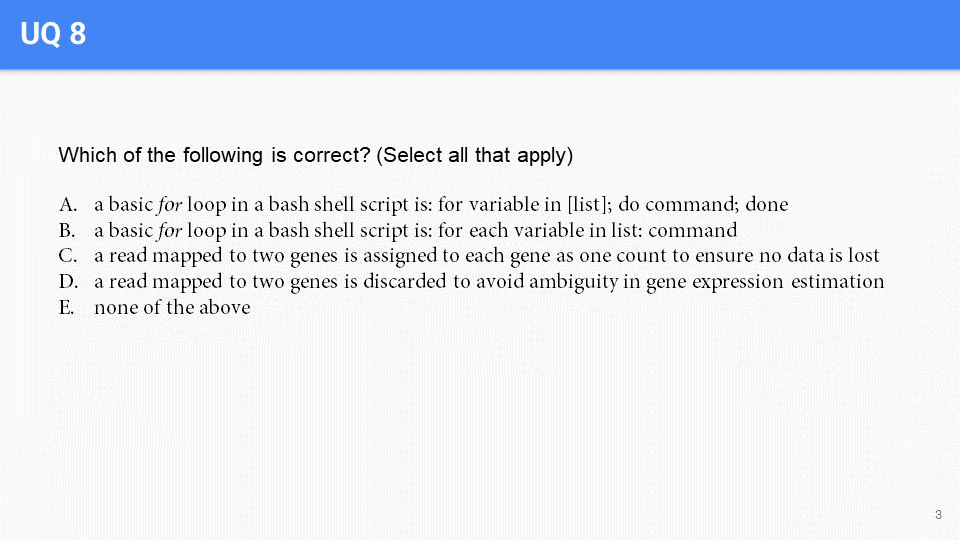 UQ 8
Which of the following is correct? (Select all that apply)
A. a basic for loop in a bash shell script is: for variable in [list]; do command; done
B. a basic for loop in a bash shell script is: for each variable in list: command
C. a read mapped to two genes is assigned to each gene as one count to ensure no data is lost
D. a read mapped to two genes is discarded to avoid ambiguity in gene expression estimation
E. none of the above
3